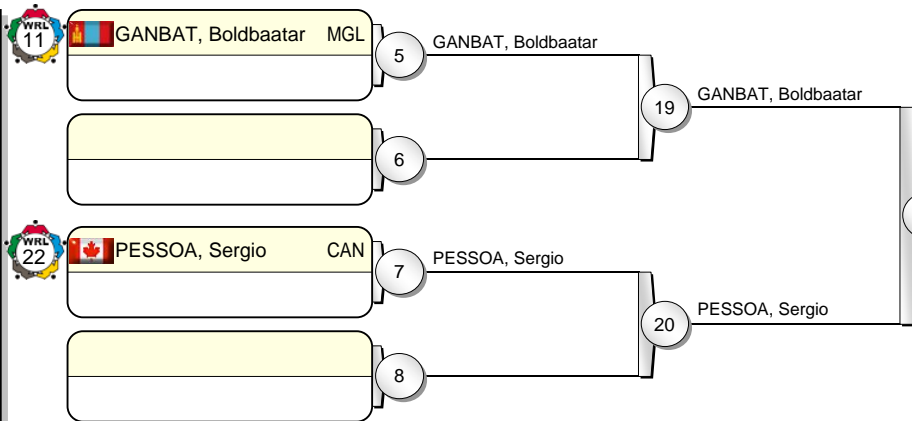 WRL
11
GANBAT, Boldbaatar MGL
5
GANBAT, Boldbaatar
19
GANBAT, Boldbaatar
6
WRL
22
PESSOA, Sergio CAN
7
PESSOA, Sergio
20
PESSOA, Sergio
8